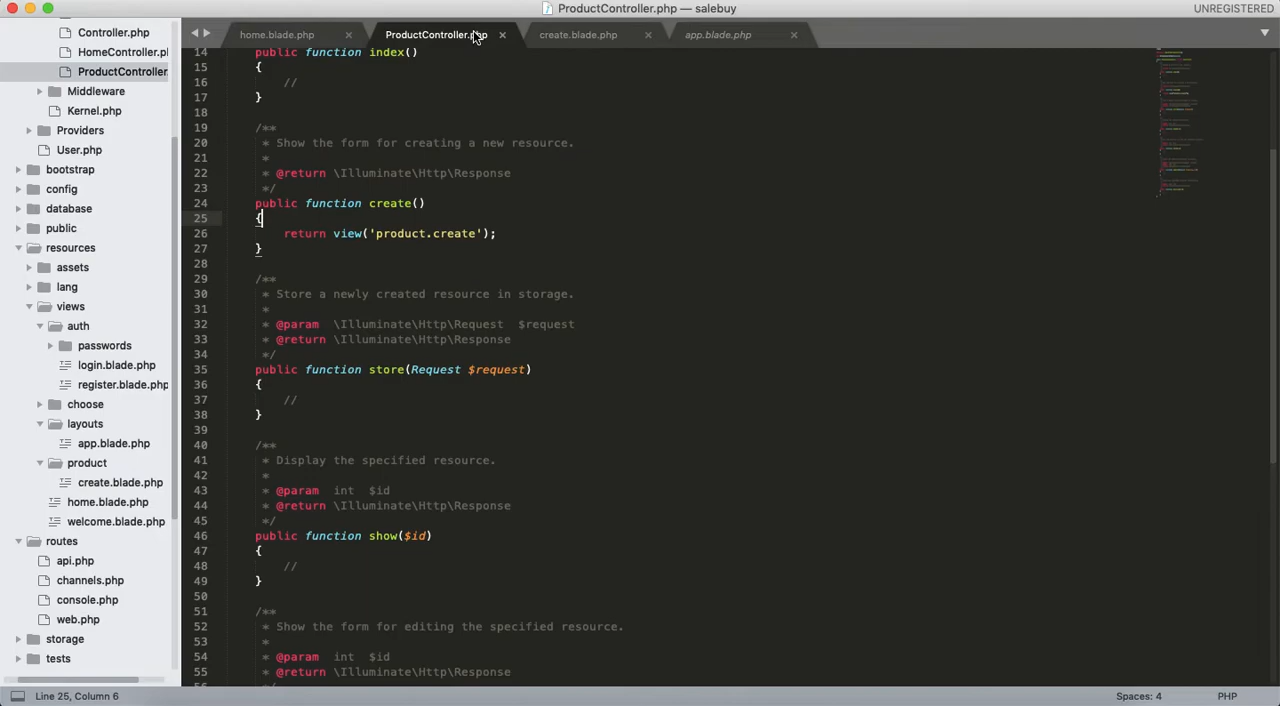 ProductController.php — salebuy
UNREGISTERED
home.blade.php
ProductController.php
create.blade.php
app.blade.php
Controller.php
HomeController.pl
ProductController.
Middleware
Kernel.php
Providers
User.php
bootstrap
config
database
public
resources
assets
lang
views
auth
passwords
login.blade.php
register.blade.php
choose
layouts
app.blade.php
product
create.blade.php
home.blade.php
welcome.blade.php
routes
api.php
channels.php
console.php
web.php
storage
tests
14 public function index()
15 {
16 //
17 }
18
19 /**
20 * Show the form for creating a new resource.
21 *
22 * @return \Illuminate\Http\Response
23 */
24 public function create()
25 {
26 return view('product.create');
27 }
28
29 /**
30 * Store a newly created resource in storage.
31 *
32 * @param \Illuminate\Http\Request $request
33 * @return \Illuminate\Http\Response
34 */
35 public function store(Request $request)
36 {
37 //
38 }
39
40 /**
41 * Display the specified resource.
42 *
43 * @param int $id
44 * @return \Illuminate\Http\Response
45 */
46 public function show($id)
47 {
48 //
49 }
50
51 /**
52 * Show the form for editing the specified resource.
53 *
54 * @param int $id
55 * @return \Illuminate\Http\Response
Line 25, Column 6
Spaces: 4
PHP